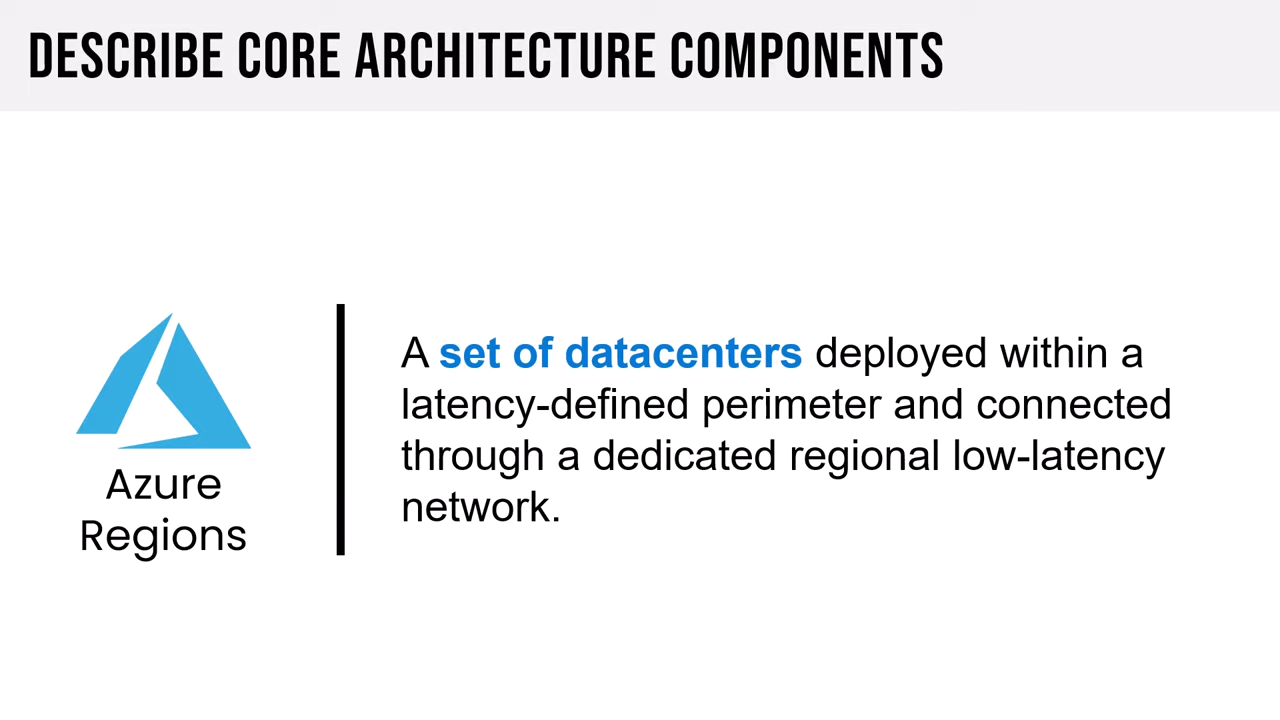 DESCRIBE CORE ARCHITECTURE COMPONENTS
Azure
Regions
A set of datacenters deployed within a
latency-defined perimeter and connected
through a dedicated regional low-latency
network.